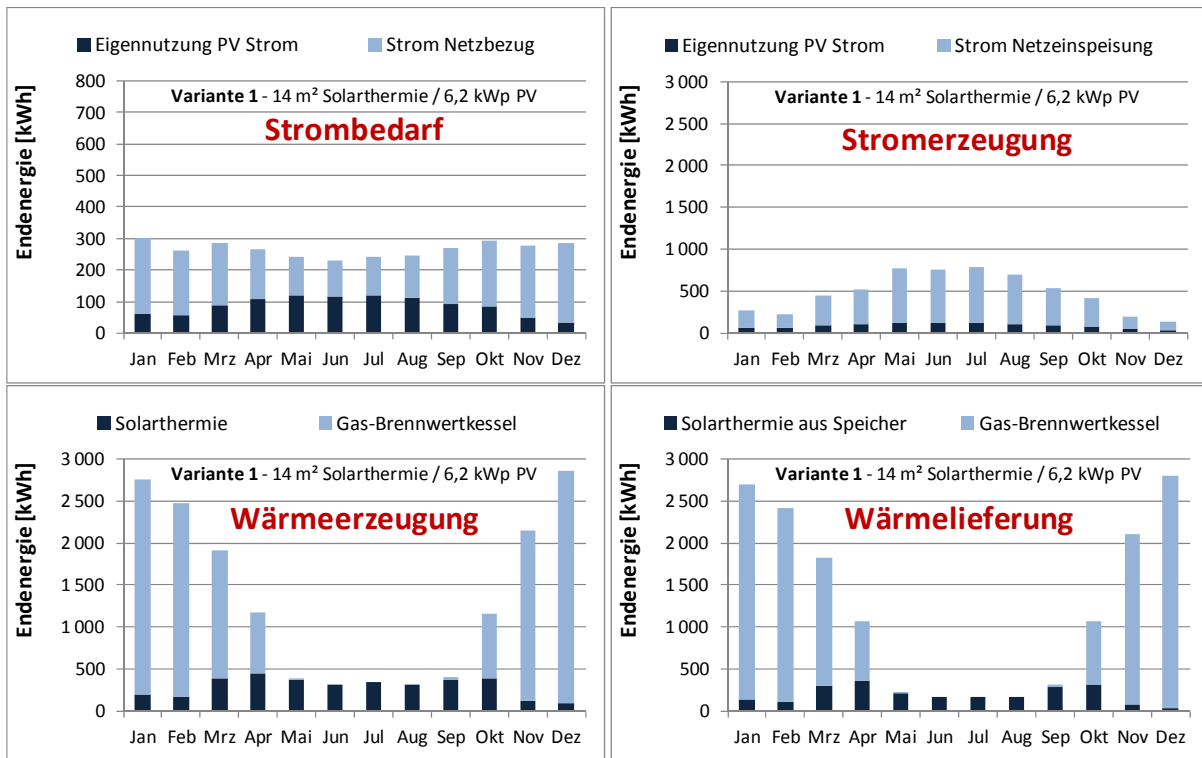 Eigennutzung PV Strom Strom Netzbezug
Endenergie [kWh]
Variante 1 - 14 m² Solarthermie / 6,2 kWp PV
Strombedarf
800
700
600
500
400
300
200
100
0
Jan Feb Mrz Apr Mai Jun Jul Aug Sep Okt Nov Dez
Eigennutzung PV Strom Strom Netzeinspeisung
Endenergie [kWh]
Variante 1 - 14 m² Solarthermie / 6,2 kWp PV
Stromerzeugung
3 000
2 500
2 000
1 500
1 000
500
0
Jan Feb Mrz Apr Mai Jun Jul Aug Sep Okt Nov Dez
Solarthermie Gas-Brennwertkessel
Endenergie [kWh]
Variante 1 - 14 m² Solarthermie / 6,2 kWp PV
Wärmeerzeugung
3 000
2 500
2 000
1 500
1 000
500
0
Jan Feb Mrz Apr Mai Jun Jul Aug Sep Okt Nov Dez
Solarthermie aus Speicher Gas-Brennwertkessel
Endenergie [kWh]
Variante 1 - 14 m² Solarthermie / 6,2 kWp PV
Wärmelieferung
3 000
2 500
2 000
1 500
1 000
500
0
Jan Feb Mrz Apr Mai Jun Jul Aug Sep Okt Nov Dez